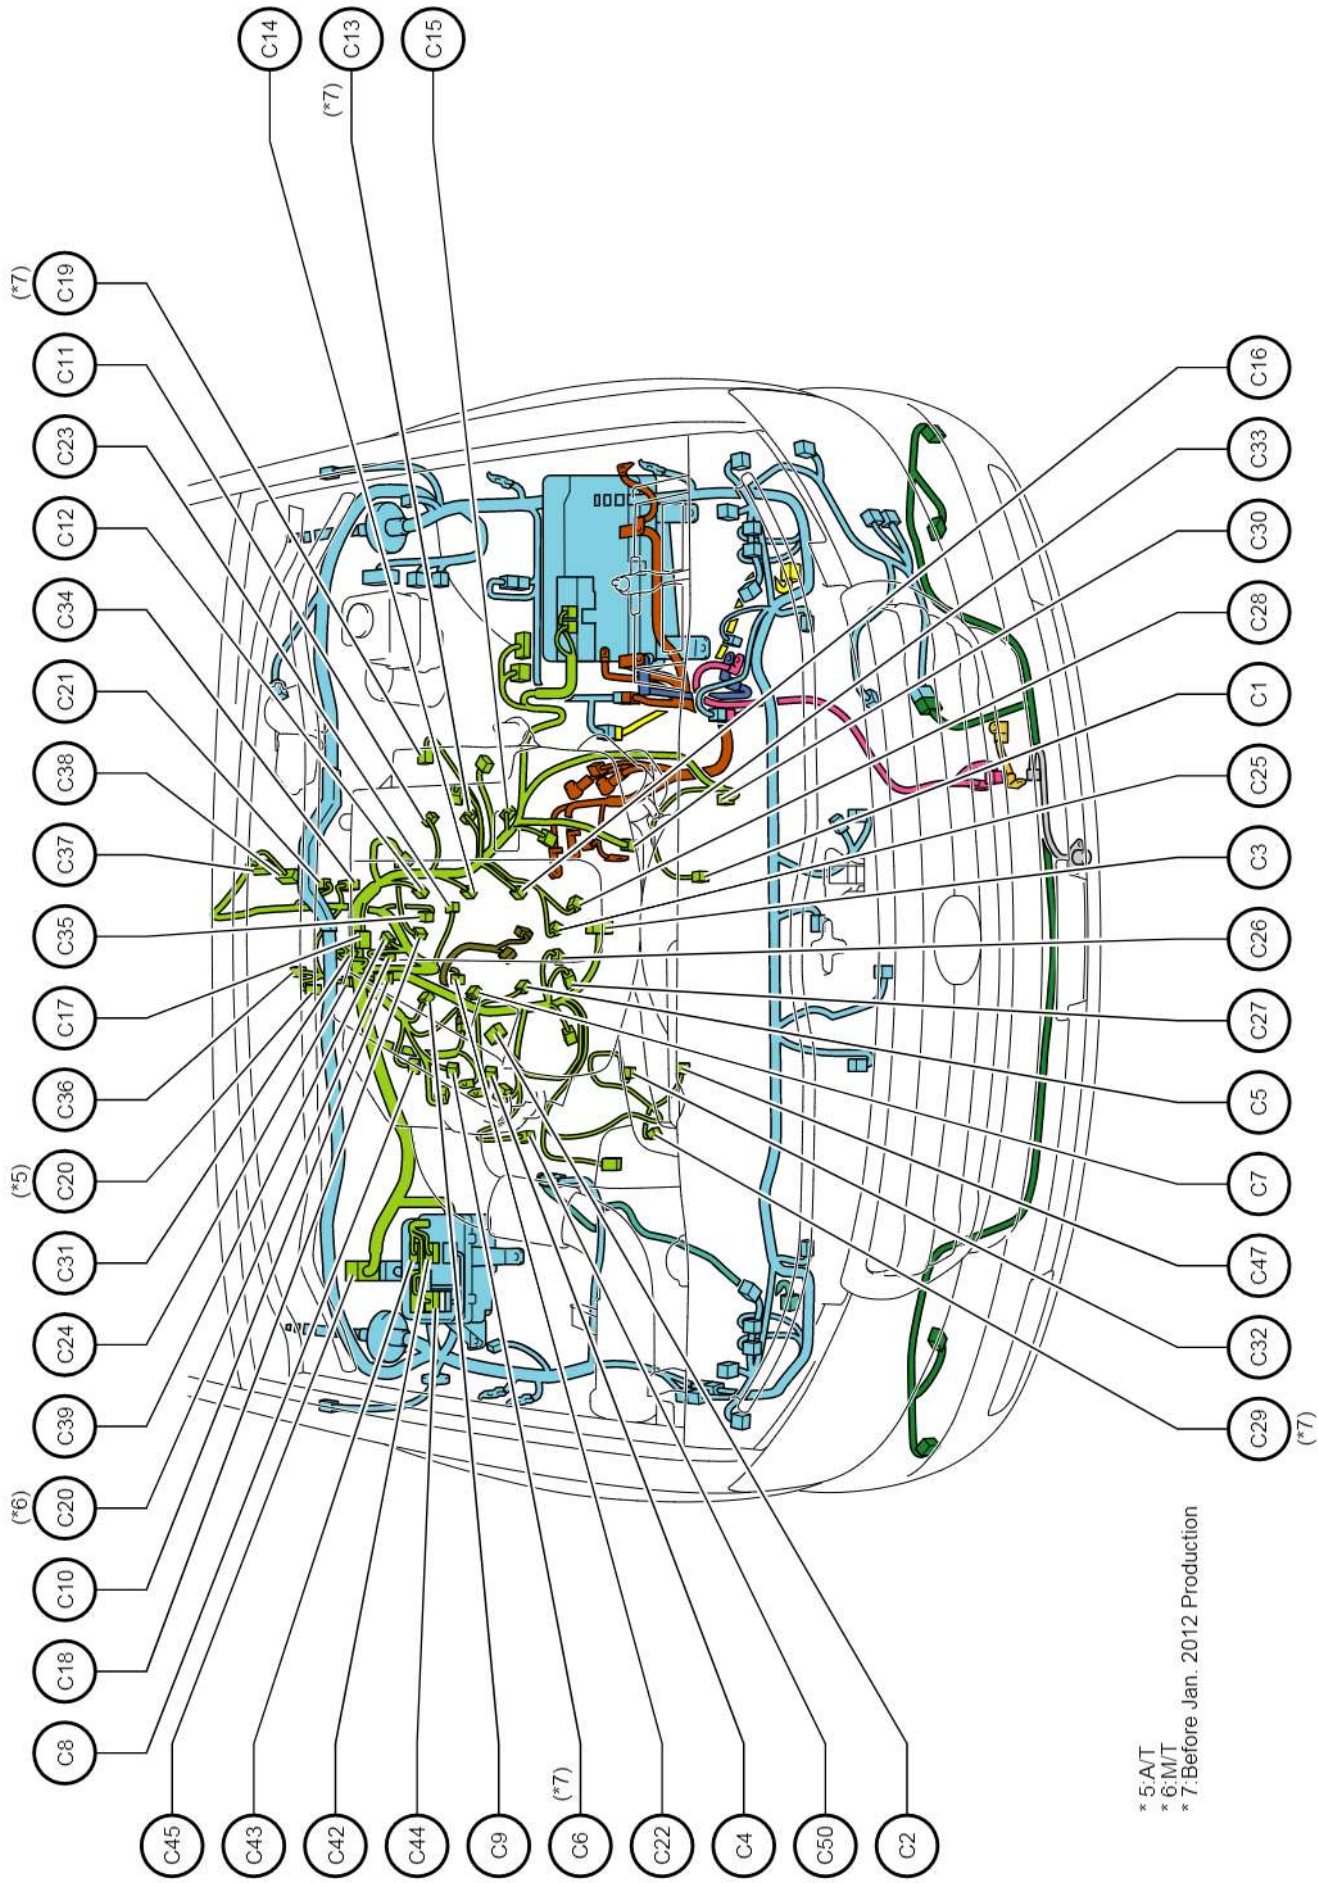 C14
(*7)
C13
C15
(*7)
C19
C11
C23
C12
C34
C21
C38
C37
C35
C17
C36
(*5)
C20
C31
C24
C39
(*6)
C20
C10
C18
C8
C45
C43
C42
C44
C9
(*7)
C6
C22
C4
C50
C2
C16
C33
C30
C28
C1
C25
C3
C26
C27
C5
C7
C47
C32
C29
(*7)
* 5:A/T
* 6:M/T
* 7:Before Jan. 2012 Production